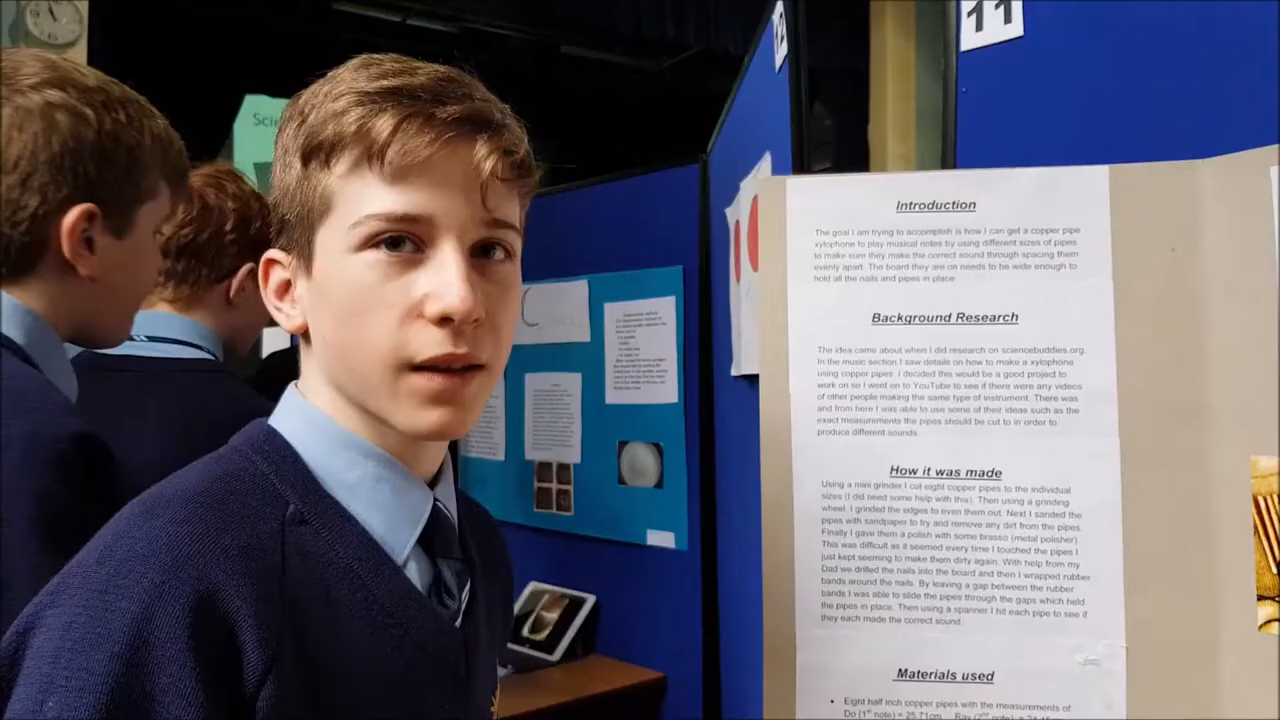 11
12
Scie
Introduction
The goal I am trying to accomplish is how I can get a copper pipe
xylophone to play musical notes by using different sizes of pipes
to make sure they make the correct sound through spacing them
evenly apart. The board they are on needs to be wide enough to
hold all the nails and pipes in place.
Background Research
The idea came about when I did research on sciencebuddies.org.
In the music section I saw details on how to make a xylophone
using copper pipes. I decided this would be a good project to
work on so I went on to YouTube to see if there were any videos
of other people making the same type of instrument. There was
and from here I was able to use some of their ideas such as the
exact measurements the pipes should be cut to in order to
produce different sounds.
How it was made
Using a mini grinder I cut eight copper pipes to the individual
sizes (I did need some help with this). Then using a grinding
wheel. I grinded the edges to even them out. Next I sanded the
pipes with sandpaper to try and remove any dirt from the pipes.
Finally I gave them a polish with some brasso (metal polisher).
This was difficult as it seemed every time I touched the pipes I
just kept seeming to make them dirty again. With help from my
Dad we drilled the nails into the board and then I wrapped rubber
bands around the nails. By leaving a gap between the rubber
bands I was able to slide the pipes through the gaps which held
the pipes in place. Then using a spanner I hit each pipe to see if
they each made the correct sound.
Materials used
• Eight half inch copper pipes with the measurements of
Do (1st note) = 25.71cm Ray (2nd note)